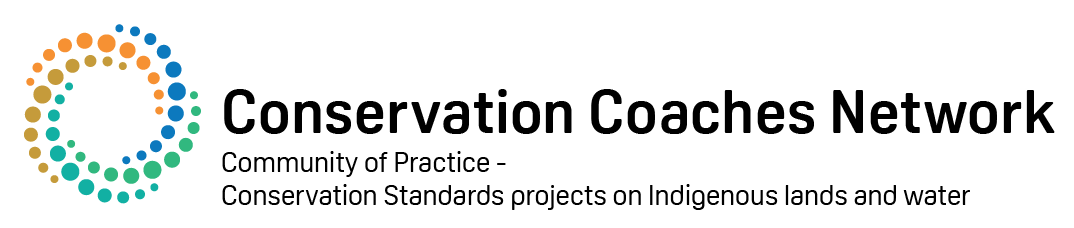 Conservation Coaches Network
Community of Practice -
Conservation Standards projects on Indigenous lands and water